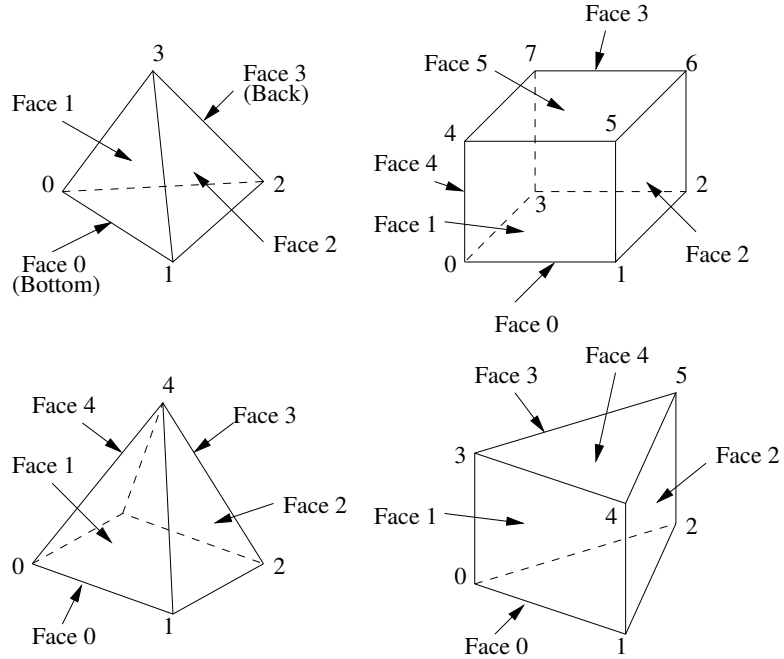 3
Face 3
(Back)
Face 1
0
2
Face 2
Face 0
(Bottom)
1
Face 3
7
6
Face 5
4
5
Face 4
2
3
Face 1
Face 2
0
1
Face 0
4
Face 4
Face 3
Face 1
Face 2
0
2
1
Face 0
Face 4
5
Face 3
3
Face 2
4
Face 1
2
0
Face 0
1